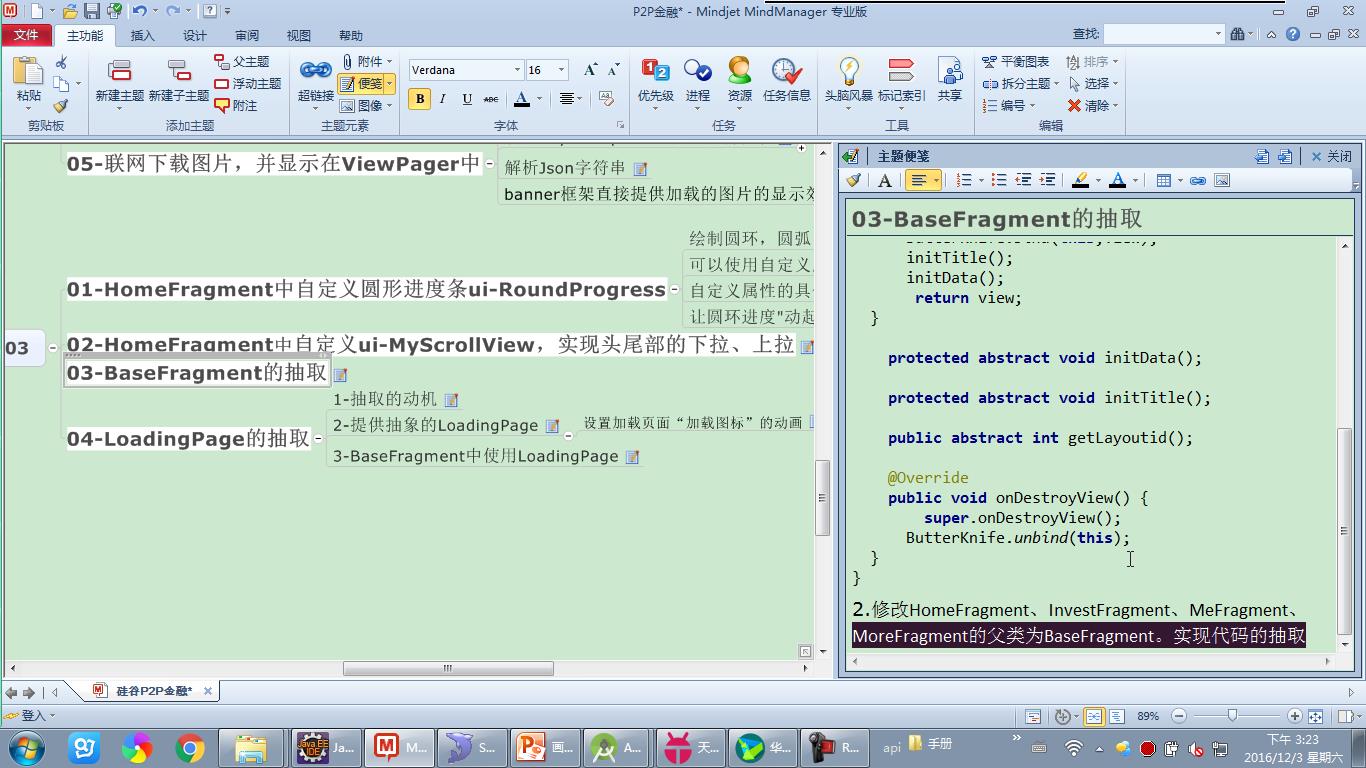 P2P金融* - Mindjet MindManager 专业版
文件 主功能 插入 设计 审阅 视图 帮助 查找:
粘贴 新建主题 新建子主题 父主题 浮动主题 附注 超链接 附件 便笺 图像 Verdana 16 B I U ABC A 优先级 进程 资源 任务信息 头脑风暴 标记索引 共享 平衡图表 排序 拆分主题 选择 编号 清除
剪贴板 添加主题 主题元素 字体 任务 工具 编辑
05-联网下载图片，并显示在ViewPager中
解析Json字符串
banner框架直接提供加载的图片的显示效
绘制圆环，圆弧
可以使用自定义
01-HomeFragment中自定义圆形进度条ui-RoundProgress
自定义属性的具
让圆环进度"动起
03
02-HomeFragment中自定义ui-MyScrollView，实现头尾部的下拉、上拉
03-BaseFragment的抽取
1-抽取的动机
2-提供抽象的LoadingPage
设置加载页面“加载图标”的动画
04-LoadingPage的抽取
3-BaseFragment中使用LoadingPage
主题便笺 关闭
03-BaseFragment的抽取
initTitle();
initData();
return view;
}
protected abstract void initData();
protected abstract void initTitle();
public abstract int getLayoutid();
@Override
public void onDestroyView() {
super.onDestroyView();
ButterKnife.unbind(this);
}
}
2.修改HomeFragment、InvestFragment、MeFragment、
MoreFragment的父类为BaseFragment。实现代码的抽取
硅谷P2P金融*
登入 89%
Java EE IDE Ja... M... S... 画... A... 天... 华... R... api 手册
下午 3:23
2016/12/3 星期六